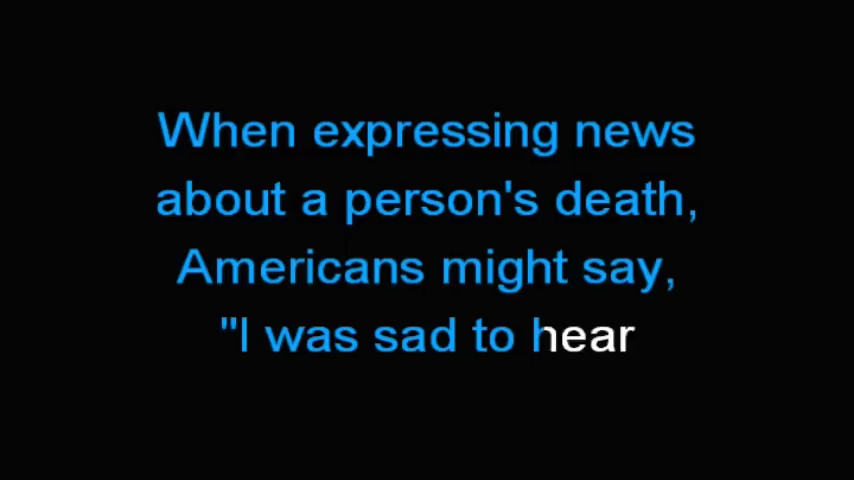 When expressing news
about a person's death,
Americans might say,
"I was sad to hear